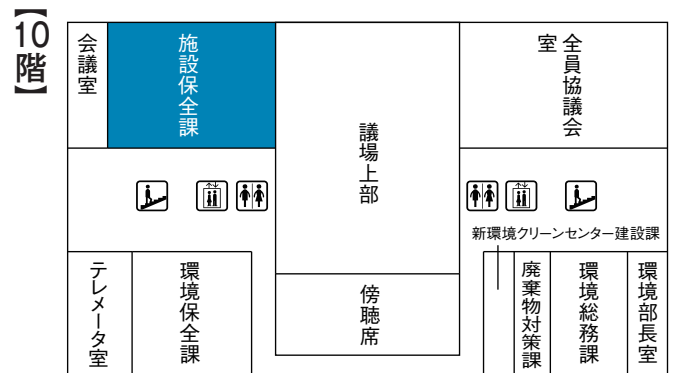 【10階】
会議室
施設保全課
議場上部
全員協議会室
新環境クリーンセンター建設課
テレメータ室
環境保全課
傍聴席
廃棄物対策課
環境総務課
環境部長室